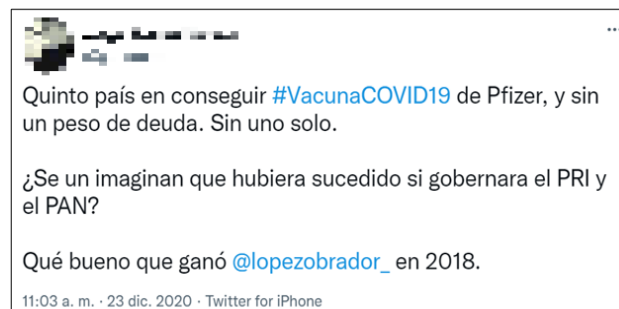 Quinto país en conseguir #VacunaCOVID19 de Pfizer, y sin
un peso de deuda. Sin uno solo.
¿Se un imaginan que hubiera sucedido si gobernara el PRI y
el PAN?
Qué bueno que ganó @lopezobrador_ en 2018.
11:03 a. m. · 23 dic. 2020 · Twitter for iPhone